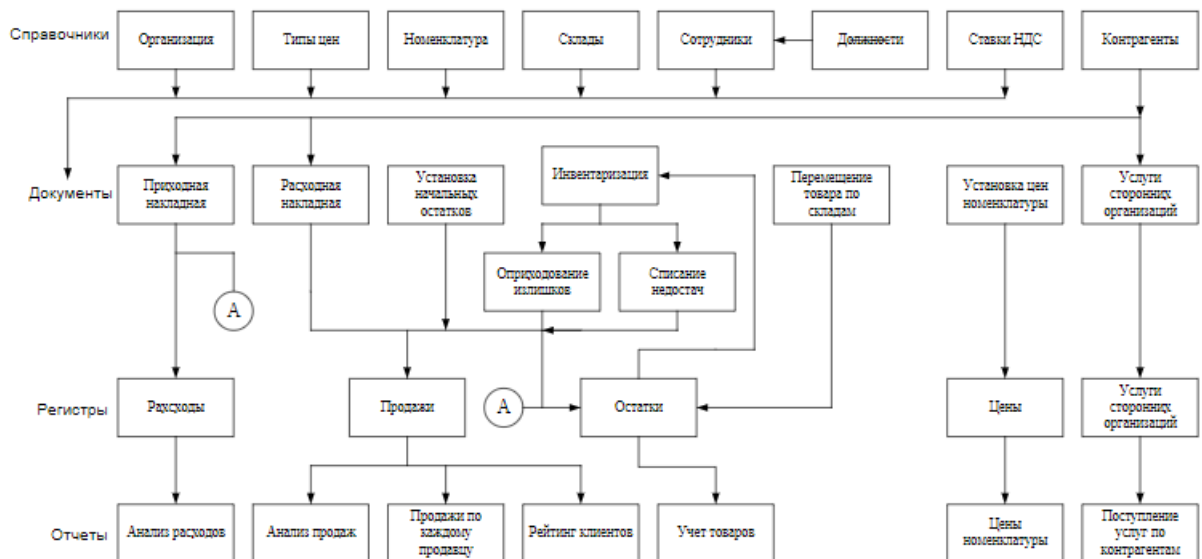 Справочники
Организация
Типы цен
Номенклатура
Склады
Сотрудники
Должности
Ставки НДС
Контрагенты
Документы
Приходная
накладная
Расходная
накладная
Установка
начальных
остатков
Инвентаризация
Перемещение
товара по
складам
Установка цен
номенклатуры
Услуги
сторонних
организаций
Оприходование
излишков
Списание
недостач
А
Регистры
Рахсходы
Продажи
А
Остатки
Цены
Услуги
сторонних
организаций
Отчеты
Анализ расходов
Анализ продаж
Продажи по
каждому
продавцу
Рейтинг клиентов
Учет товаров
Цены
номенклатуры
Поступление
услуг по
контрагентам